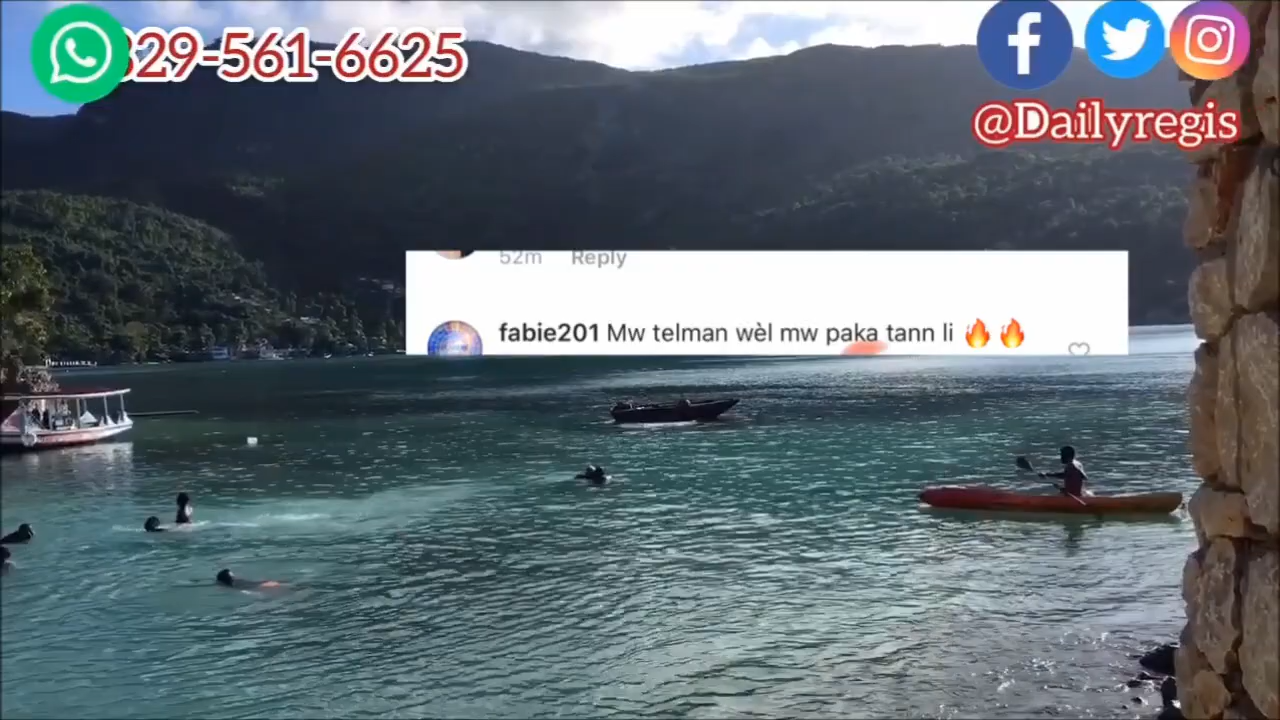 829-561-6625
@Dailyregis
52m Reply
fabie201 Mw telman wèl mw paka tann li 🔥🔥